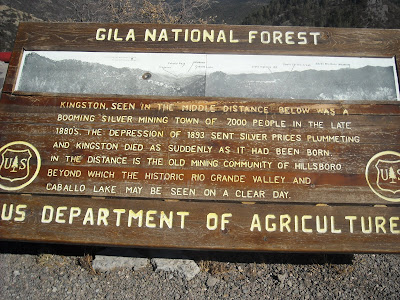 GILA NATIONAL FOREST
KINGSTON, SEEN IN THE MIDDLE DISTANCE BELOW WAS A
BOOMING SILVER MINING TOWN OF 7000 PEOPLE IN THE LATE
1880S. THE DEPRESSION OF 1893 SENT SILVER PRICES PLUMMETING
AND KINGSTON DIED AS SUDDENLY AS IT HAD BEEN BORN.
IN THE DISTANCE IS THE OLD MINING COMMUNITY OF HILLSBORO
BEYOND WHICH THE HISTORIC RIO GRANDE VALLEY AND
CABALLO LAKE MAY BE SEEN ON A CLEAR DAY.
U S
U S
US DEPARTMENT OF AGRICULTURE